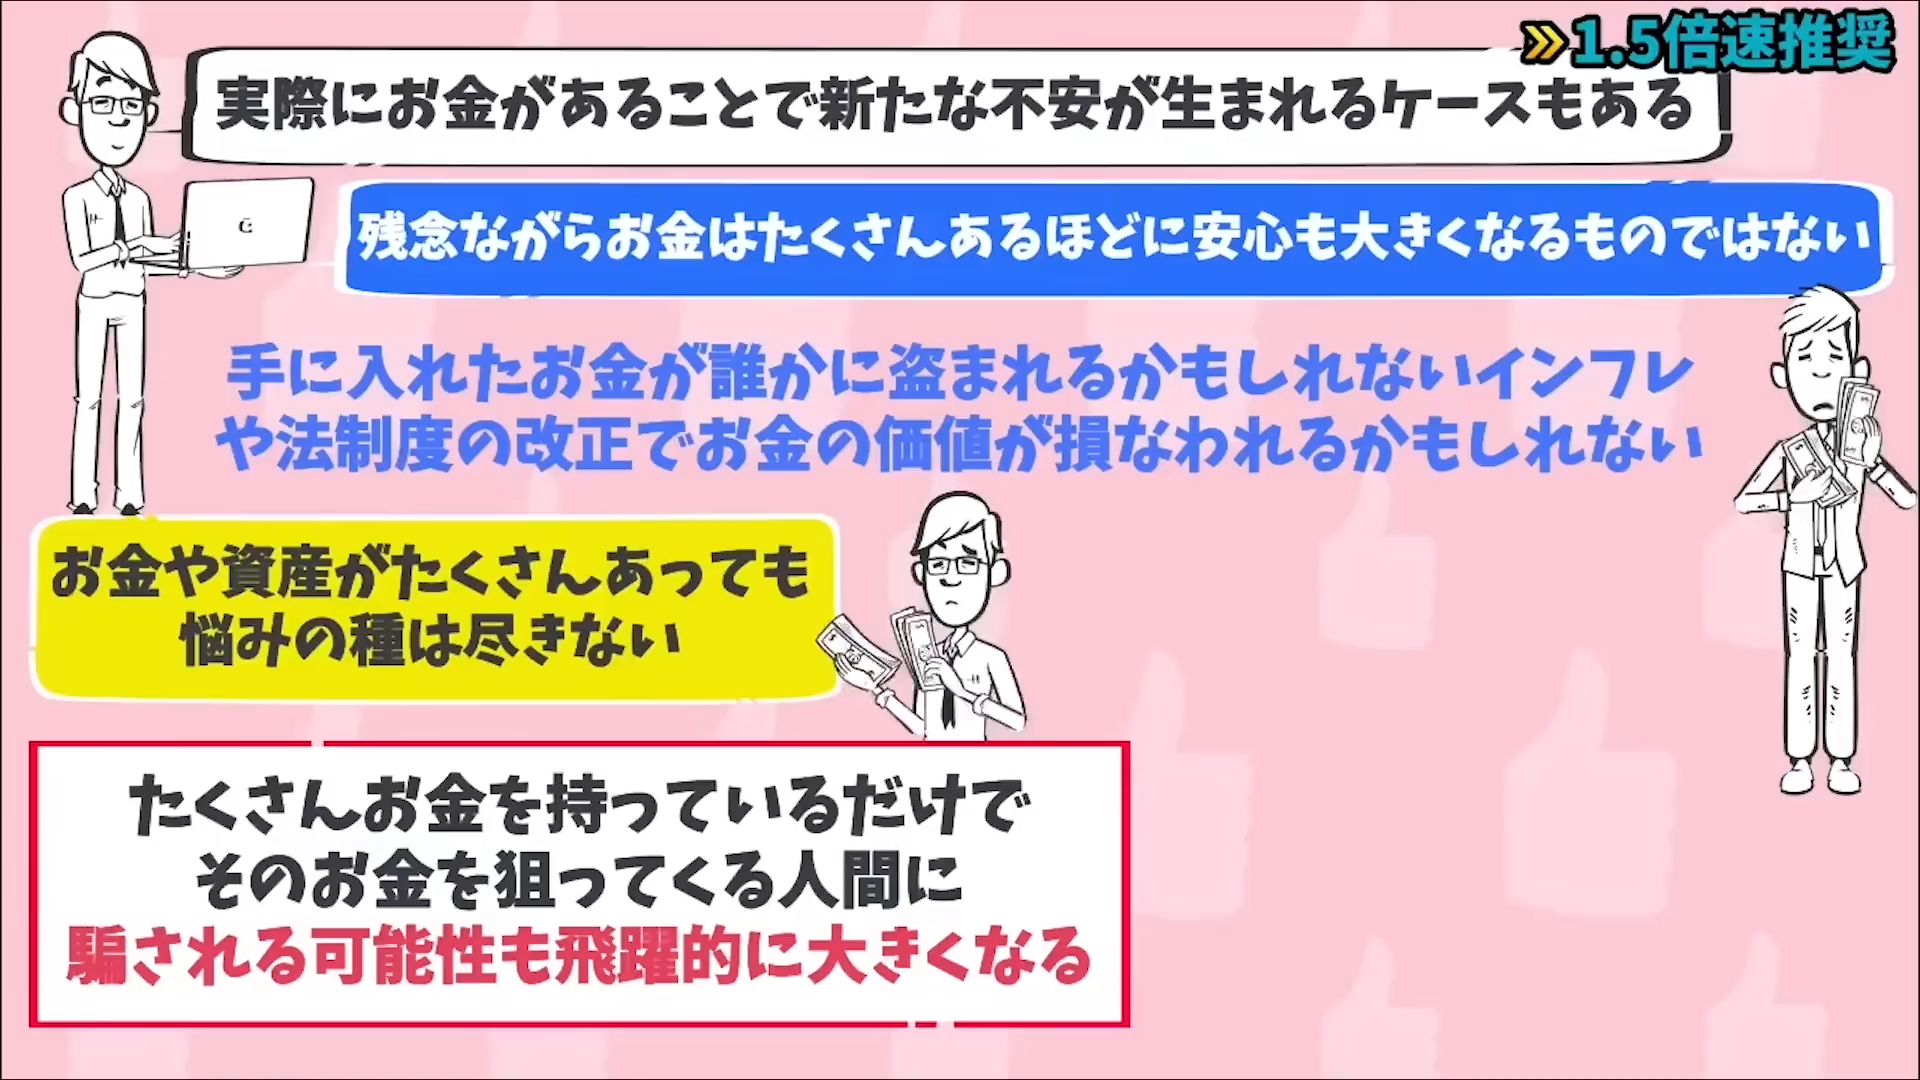 1.5倍速推奨
実際にお金があることで新たな不安が生まれるケースもある
残念ながらお金はたくさんあるほどに安心も大きくなるものではない
手に入れたお金が誰かに盗まれるかもしれないインフレ
や法制度の改正でお金の価値が損なわれるかもしれない
お金や資産がたくさんあっても
悩みの種は尽きない
たくさんお金を持っているだけで
そのお金を狙ってくる人間に
騙される可能性も飛躍的に大きくなる